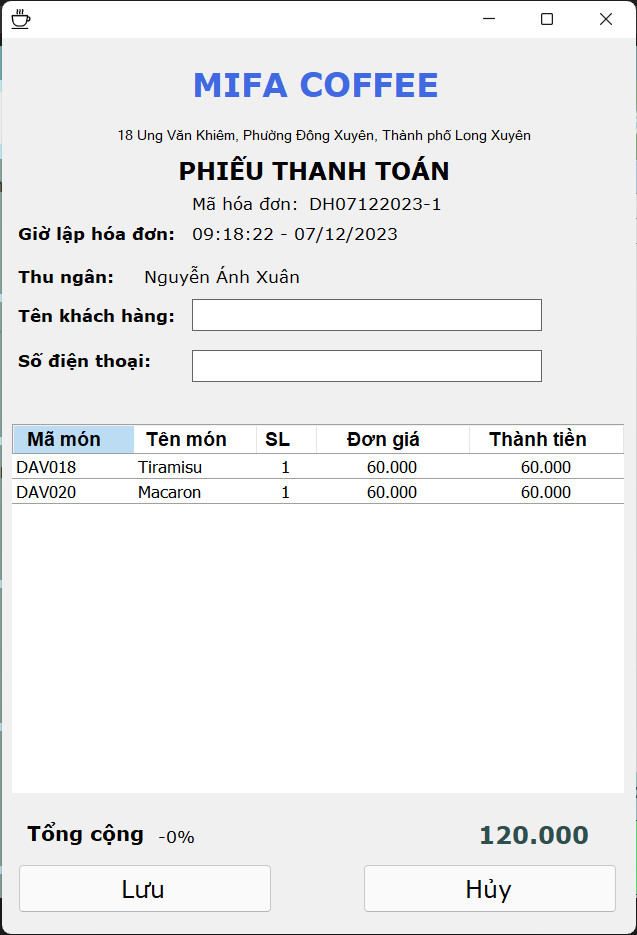 MIFA COFFEE
18 Ung Văn Khiêm, Phường Đông Xuyên, Thành phố Long Xuyên
PHIẾU THANH TOÁN
Mã hóa đơn: DH07122023-1
Giờ lập hóa đơn: 09:18:22 - 07/12/2023
Thu ngân: Nguyễn Ánh Xuân
Tên khách hàng:
Số điện thoại:
Mã món Tên món SL Đơn giá Thành tiền
DAV018 Tiramisu 1 60.000 60.000
DAV020 Macaron 1 60.000 60.000
Tổng cộng -0% 120.000
Lưu Hủy